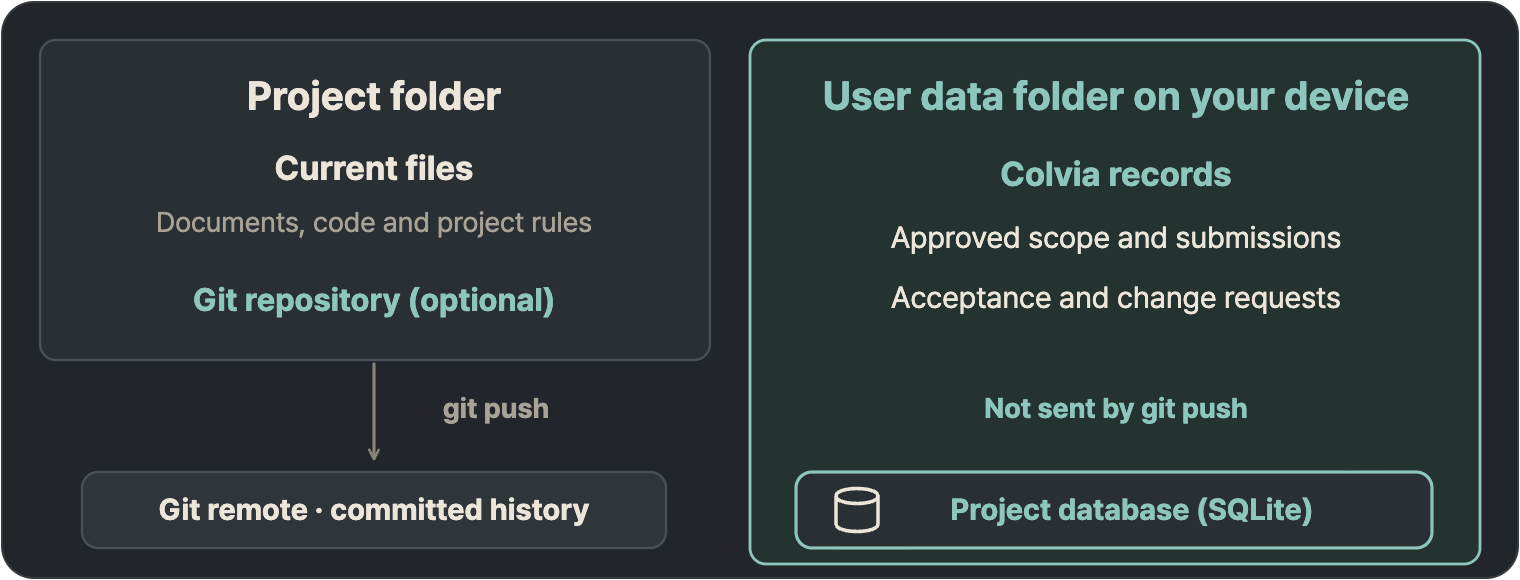 Project folder
Current files
Documents, code and project rules
Git repository (optional)
git push
Git remote · committed history
User data folder on your device
Colvia records
Approved scope and submissions
Acceptance and change requests
Not sent by git push
Project database (SQLite)